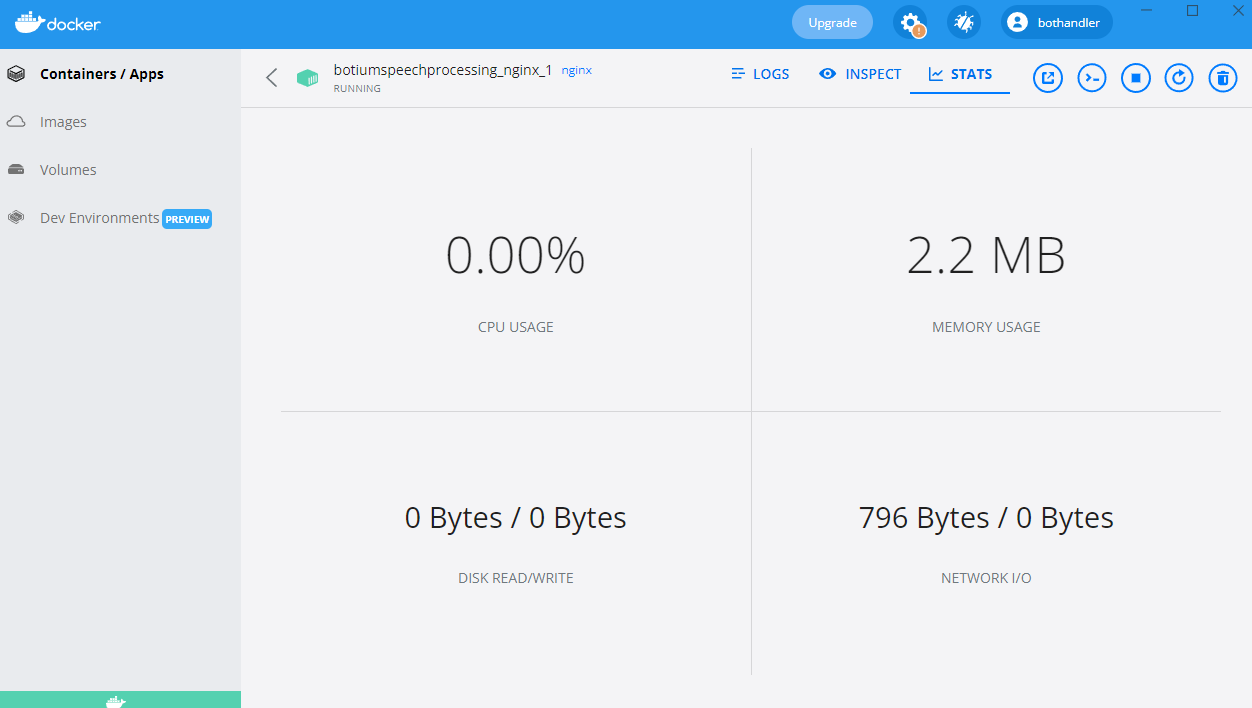 docker
Upgrade
bothandler
Containers / Apps
Images
Volumes
Dev Environments PREVIEW
botiumspeechprocessing_nginx_1 nginx
RUNNING
LOGS
INSPECT
STATS
0.00%
CPU USAGE
2.2 MB
MEMORY USAGE
0 Bytes / 0 Bytes
DISK READ/WRITE
796 Bytes / 0 Bytes
NETWORK I/O